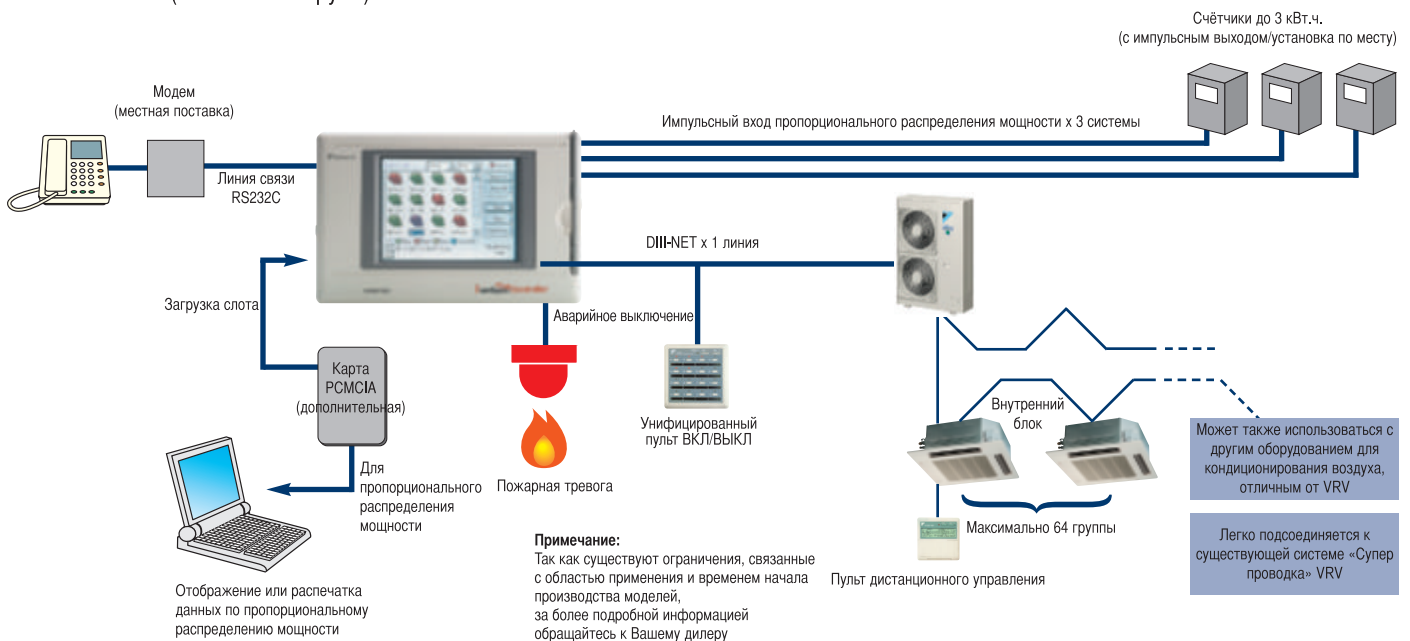 Счётчики до 3 кВт.ч.
(с импульсным выходом/установка по месту)
Модем
(местная поставка)
Импульсный вход пропорционального распределения мощности x 3 системы
Линия связи
RS232C
DIII-NET x 1 линия
Загрузка слота
Аварийное выключение
Карта
PCMCIA
(дополнительная)
Унифицированный
пульт ВКЛ/ВЫКЛ
Внутренний
блок
Может также использоваться с
другим оборудованием для
кондиционирования воздуха,
отличным от VRV
Для
пропорционального
распределения
мощности
Пожарная тревога
Максимально 64 группы
Легко подсоединяется к
существующей системе «Супер
проводка» VRV
Примечание:
Так как существуют ограничения, связанные
с областью применения и временем начала
производства моделей,
за более подробной информацией
обращайтесь к Вашему дилеру
Пульт дистанционного управления
Отображение или распечатка
данных по пропорциональному
распределению мощности